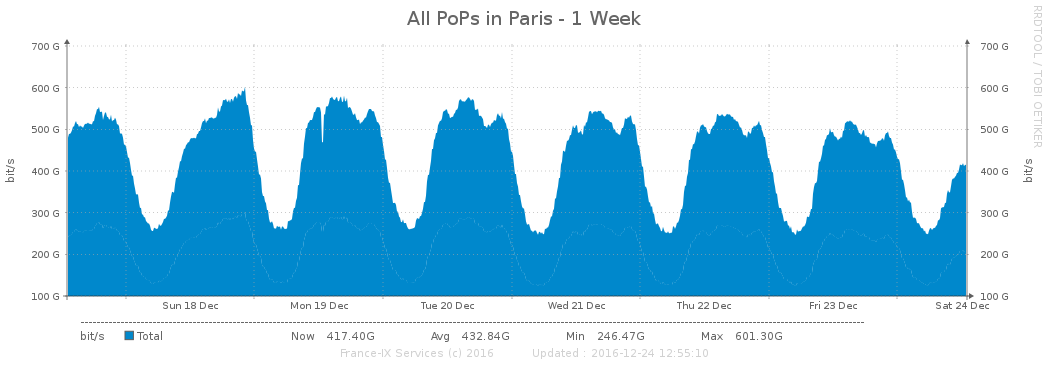 All PoPs in Paris - 1 Week
RRDTOOL / TOBI OETIKER
bit/s
700 G 700 G
600 G 600 G
500 G 500 G
400 G 400 G
300 G 300 G
200 G 200 G
100 G 100 G
bit/s
Sun 18 Dec Mon 19 Dec Tue 20 Dec Wed 21 Dec Thu 22 Dec Fri 23 Dec Sat 24 Dec
bit/s Total Now 417.40G Avg 432.84G Min 246.47G Max 601.30G
France-IX Services (c) 2016 Updated : 2016-12-24 12:55:10